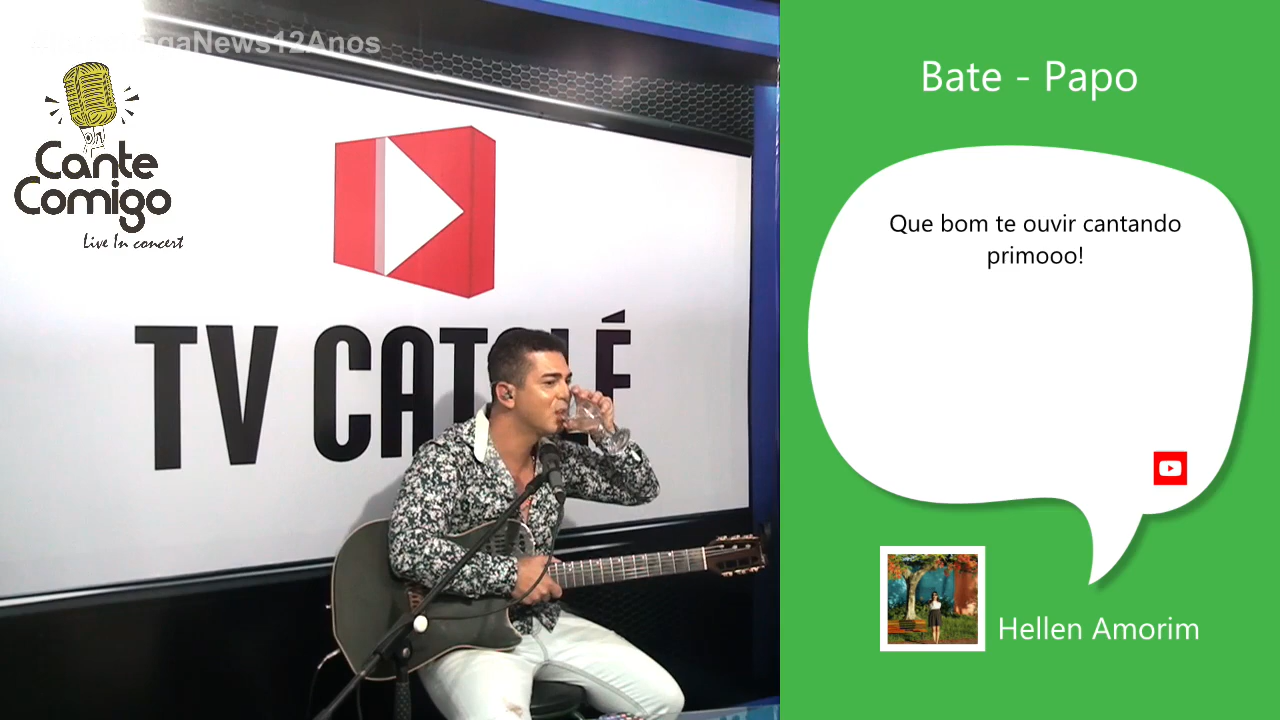 Cante
Comigo
Live In concert
TV CAT
Bate - Papo
Que bom te ouvir cantando
primooo!
Hellen Amorim